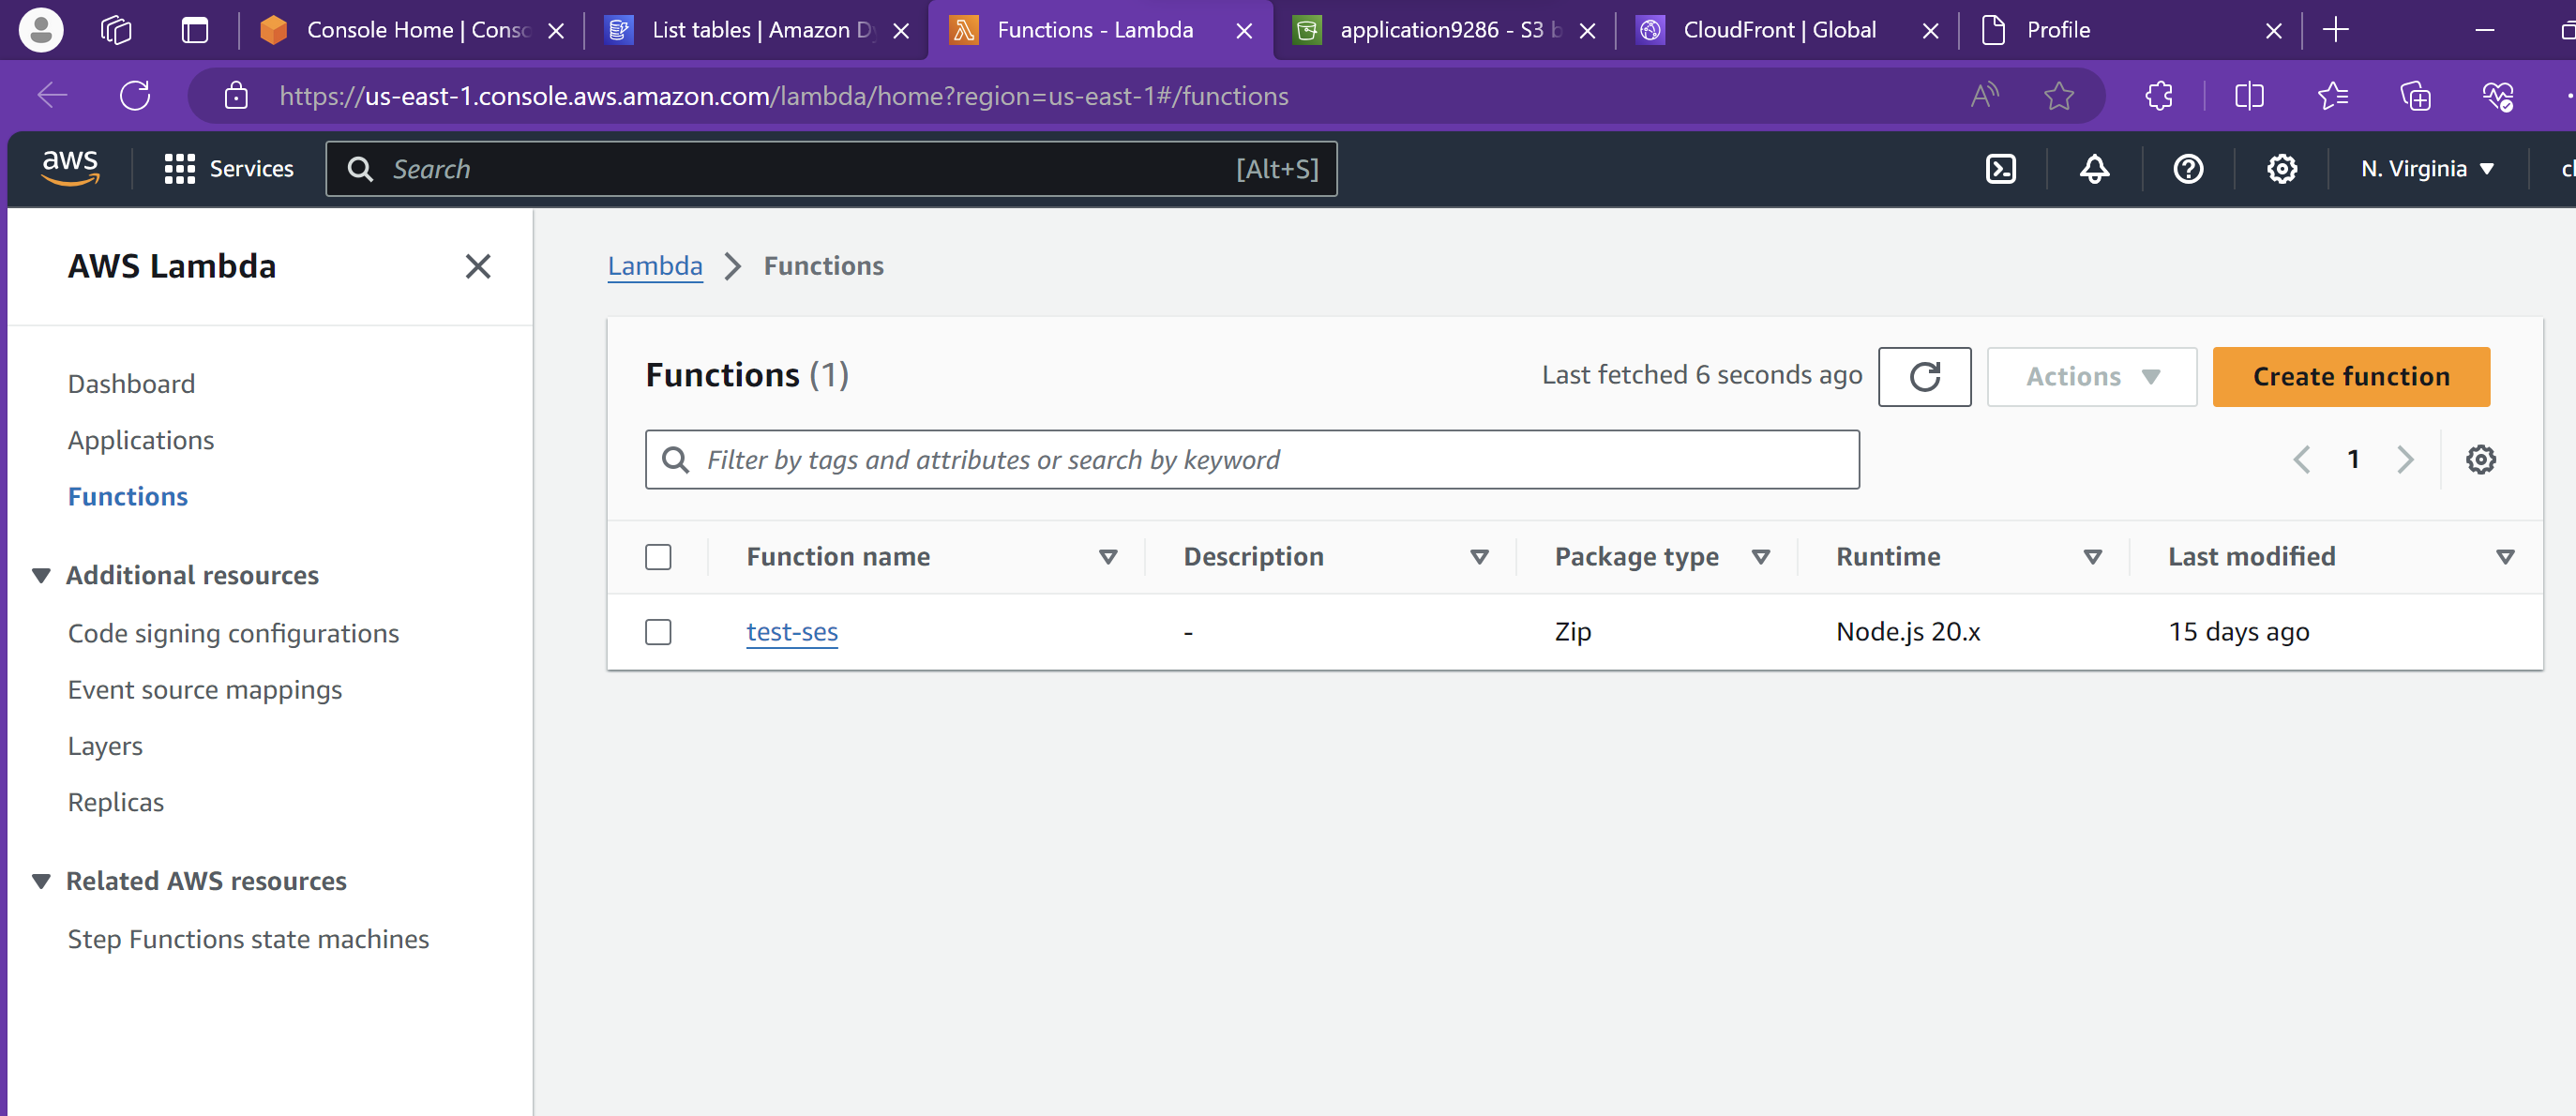 Console Home | Conso
List tables | Amazon Dy
Functions - Lambda
application9286 - S3 b
CloudFront | Global
Profile
https://us-east-1.console.aws.amazon.com/lambda/home?region=us-east-1#/functions
aws
Services
Search
[Alt+S]
N. Virginia
AWS Lambda
Dashboard
Applications
Functions
Additional resources
Code signing configurations
Event source mappings
Layers
Replicas
Related AWS resources
Step Functions state machines
Lambda > Functions
Functions (1)
Last fetched 6 seconds ago
Actions
Create function
Filter by tags and attributes or search by keyword
1
Function name Description Package type Runtime Last modified
test-ses - Zip Node.js 20.x 15 days ago